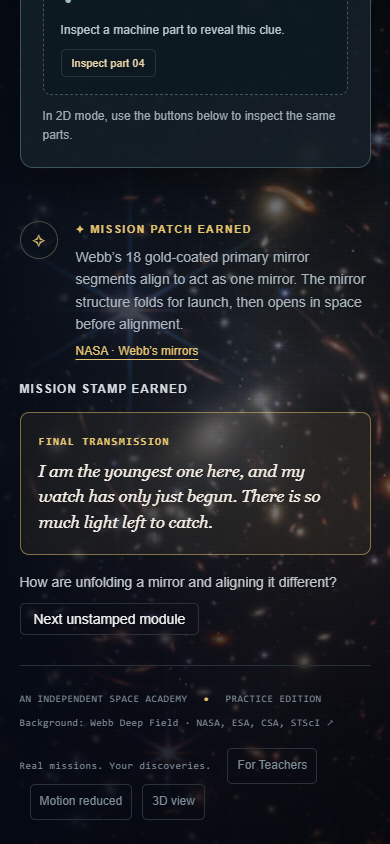 Inspect a machine part to reveal this clue.
Inspect part 04
In 2D mode, use the buttons below to inspect the same
parts.
✦ MISSION PATCH EARNED
Webb's 18 gold-coated primary mirror
segments align to act as one mirror. The mirror
structure folds for launch, then opens in space
before alignment.
NASA · Webb's mirrors
MISSION STAMP EARNED
FINAL TRANSMISSION
I am the youngest one here, and my
watch has only just begun. There is so
much light left to catch.
How are unfolding a mirror and aligning it different?
Next unstamped module
AN INDEPENDENT SPACE ACADEMY • PRACTICE EDITION
Background: Webb Deep Field · NASA, ESA, CSA, STScI ↗
Real missions. Your discoveries. For Teachers
Motion reduced 3D view